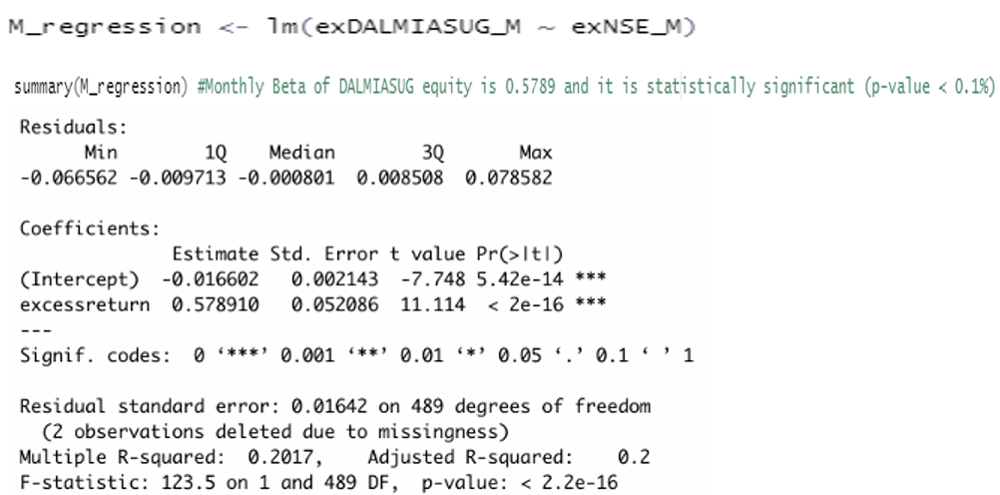 M_regression <- lm(exDALMIASUG_M ~ exNSE_M)
summary(M_regression) #Monthly Beta of DALMIASUG equity is 0.5789 and it is statistically significant (p-value < 0.1%)
Residuals:
Min 1Q Median 3Q Max
-0.066562 -0.009713 -0.000801 0.008508 0.078582
Coefficients:
Estimate Std. Error t value Pr(>|t|)
(Intercept) -0.016602 0.002143 -7.748 5.42e-14 ***
excessreturn 0.578910 0.052086 11.114 < 2e-16 ***
---
Signif. codes: 0 ‘***’ 0.001 ‘**’ 0.01 ‘*’ 0.05 ‘.’ 0.1 ‘ ’ 1
Residual standard error: 0.01642 on 489 degrees of freedom
(2 observations deleted due to missingness)
Multiple R-squared: 0.2017, Adjusted R-squared: 0.2
F-statistic: 123.5 on 1 and 489 DF, p-value: < 2.2e-16